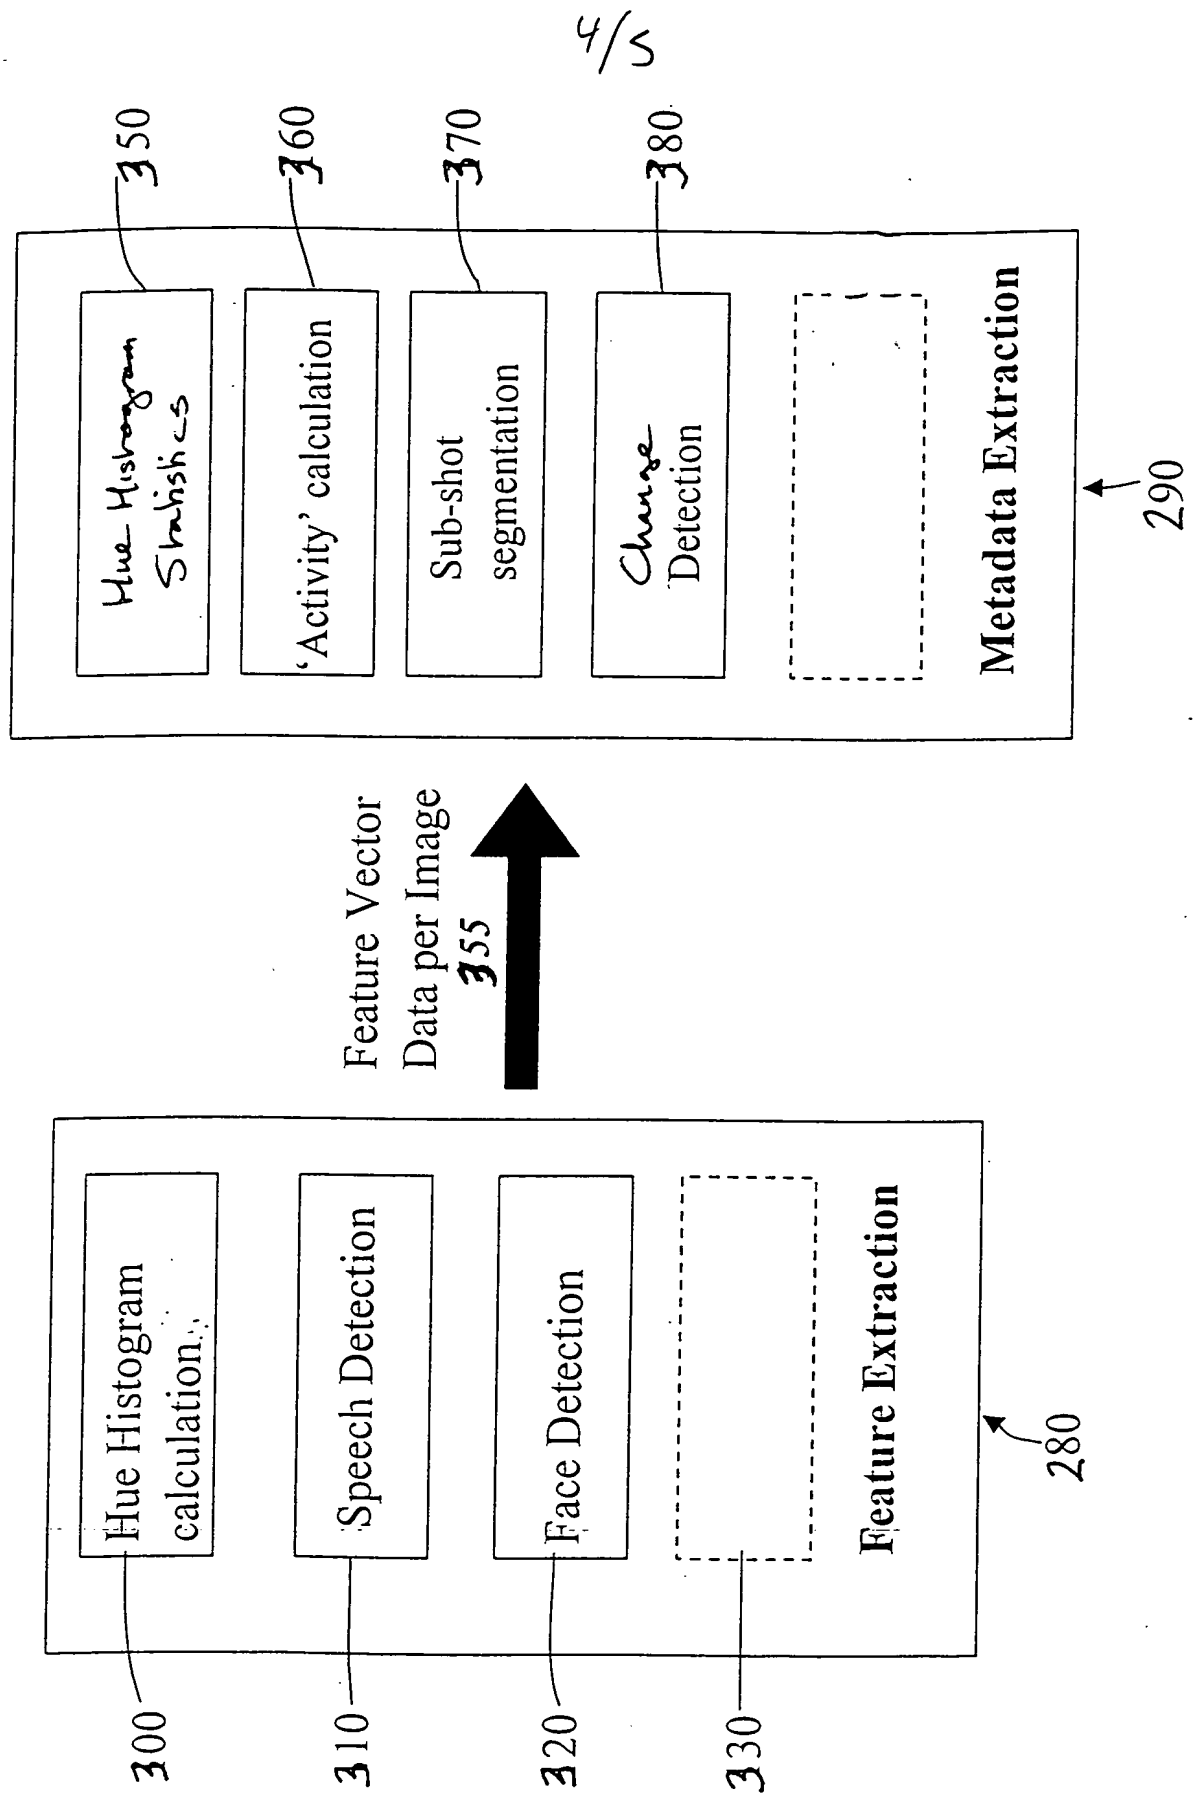 4/5
300
Hue Histogram
calculation
310
Speech Detection
320
Face Detection
330
Feature Extraction
280
Feature Vector
Data per Image
355
Hue Histogram
Statistics
350
'Activity' calculation
360
Sub-shot
segmentation
370
Change
Detection
380
Metadata Extraction
290